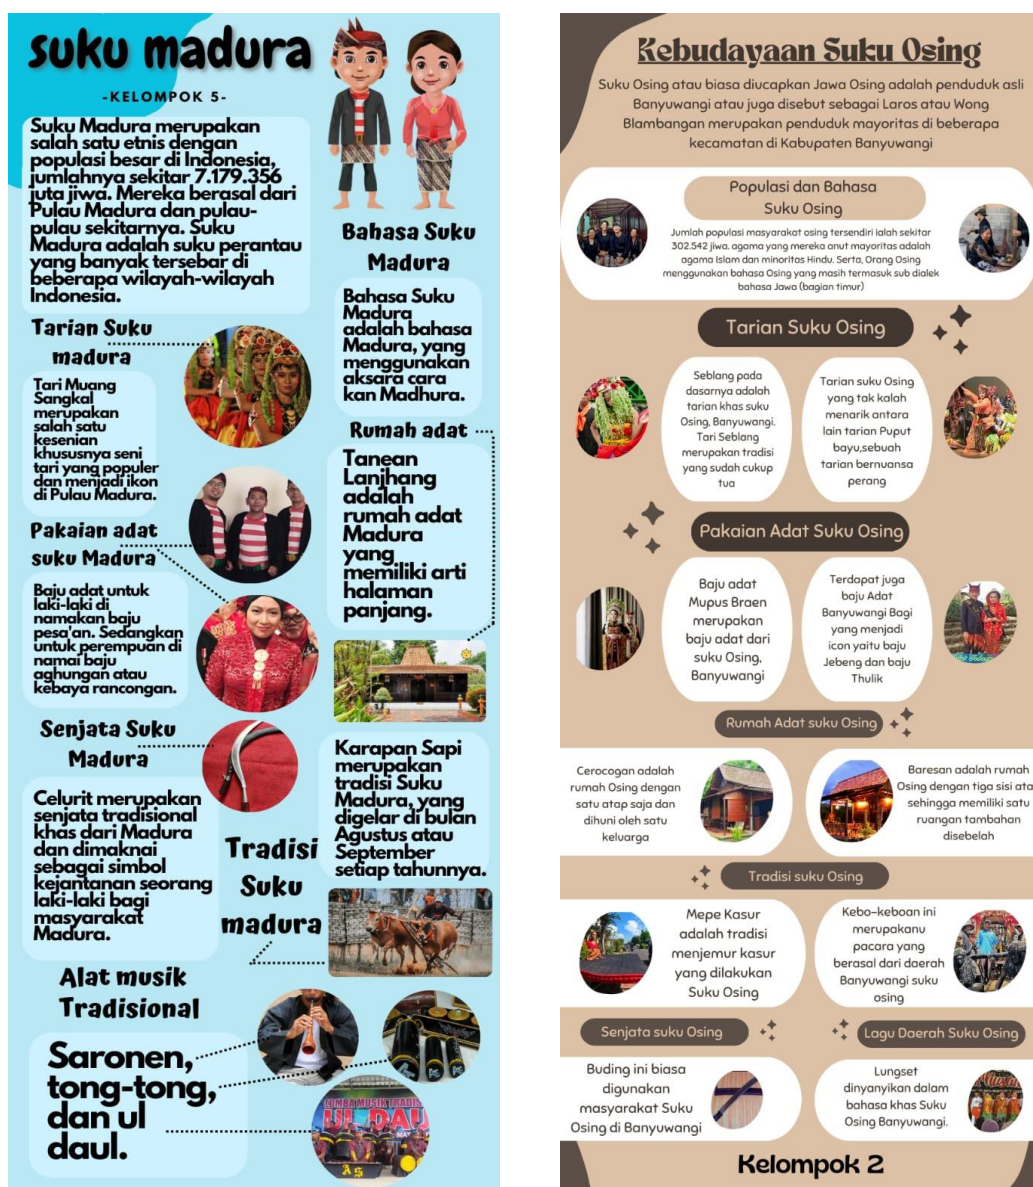 suku madura
-KELOMPOK 5-
Suku Madura merupakan
salah satu etnis dengan
populasi besar di Indonesia,
jumlahnya sekitar 7.179.356
juta jiwa. Mereka berasal dari
Pulau Madura dan pulau-
pulau sekitarnya. Suku
Madura adalah suku perantau
yang banyak tersebar di
beberapa wilayah-wilayah
Indonesia.
Tarian Suku
madura
Tari Muang
Sangkal
merupakan
salah satu
kesenian
khususnya seni
tari yang populer
dan menjadi ikon
di Pulau Madura.
Pakaian adat
suku Madura
Baju adat untuk
laki-laki di
namakan baju
pesa'an. Sedangkan
untuk perempuan di
namai baju
aghungan atau
kebaya rancongan.
Senjata Suku
Madura
Celurit merupakan
senjata tradisional
khas dari Madura
dan dimaknai
sebagai simbol
kejantanan seorang
laki-laki bagi
masyarakat
Madura.
Bahasa Suku
Madura
Bahasa Suku
Madura
adalah bahasa
Madura, yang
menggunakan
aksara cara
kan Madhura.
Rumah adat
Tanean
Lanjhang
adalah
rumah adat
Madura
yang
memiliki arti
halaman
panjang.
Karapan Sapi
merupakan
tradisi Suku
Madura, yang
digelar di bulan
Agustus atau
September
setiap tahunnya.
Tradisi
Suku
madura
Alat musik
Tradisional
Saronen,
tong-tong,
dan ul
daul.
LOMBA MUSIK TRADIS
UL DAU
AS
Kebudayaan Suku Osing
Suku Osing atau biasa diucapkan Jawa Osing adalah penduduk asli
Banyuwangi atau juga disebut sebagai Laros atau Wong
Blambangan merupakan penduduk mayoritas di beberapa
kecamatan di Kabupaten Banyuwangi
Populasi dan Bahasa
Suku Osing
Jumlah populasi masyarakat osing tersendiri ialah sekitar
302.542 jiwa. agama yang mereka anut mayoritas adalah
agama Islam dan minoritas Hindu. Serta, Orang Osing
menggunakan bahasa Osing yang masih termasuk sub dialek
bahasa Jawa (bagian timur)
Tarian Suku Osing
Seblang pada
dasarnya adalah
tarian khas suku
Osing, Banyuwangi.
Tari Seblang
merupakan tradisi
yang sudah cukup
tua
Tarian suku Osing
yang tak kalah
menarik antara
lain tarian Puput
bayu,sebuah
tarian bernuansa
perang
Pakaian Adat Suku Osing
Baju adat
Mupus Braen
merupakan
baju adat dari
suku Osing,
Banyuwangi
Terdapat juga
baju Adat
Banyuwangi Bagi
yang menjadi
icon yaitu baju
Jebeng dan baju
Thulik
Rumah Adat suku Osing
Cerocogan adalah
rumah Osing dengan
satu atap saja dan
dihuni oleh satu
keluarga
Baresan adalah rumah
Osing dengan tiga sisi ata
sehingga memiliki satu
ruangan tambahan
disebelah
Tradisi suku Osing
Mepe Kasur
adalah tradisi
menjemur kasur
yang dilakukan
Suku Osing
Kebo-keboan ini
merupakanu
pacara yang
berasal dari daerah
Banyuwangi suku
osing
Senjata suku Osing
Buding ini biasa
digunakan
masyarakat Suku
Osing di Banyuwangi
Lagu Daerah Suku Osing
Lungset
dinyanyikan dalam
bahasa khas Suku
Osing Banyuwangi.
Kelompok 2